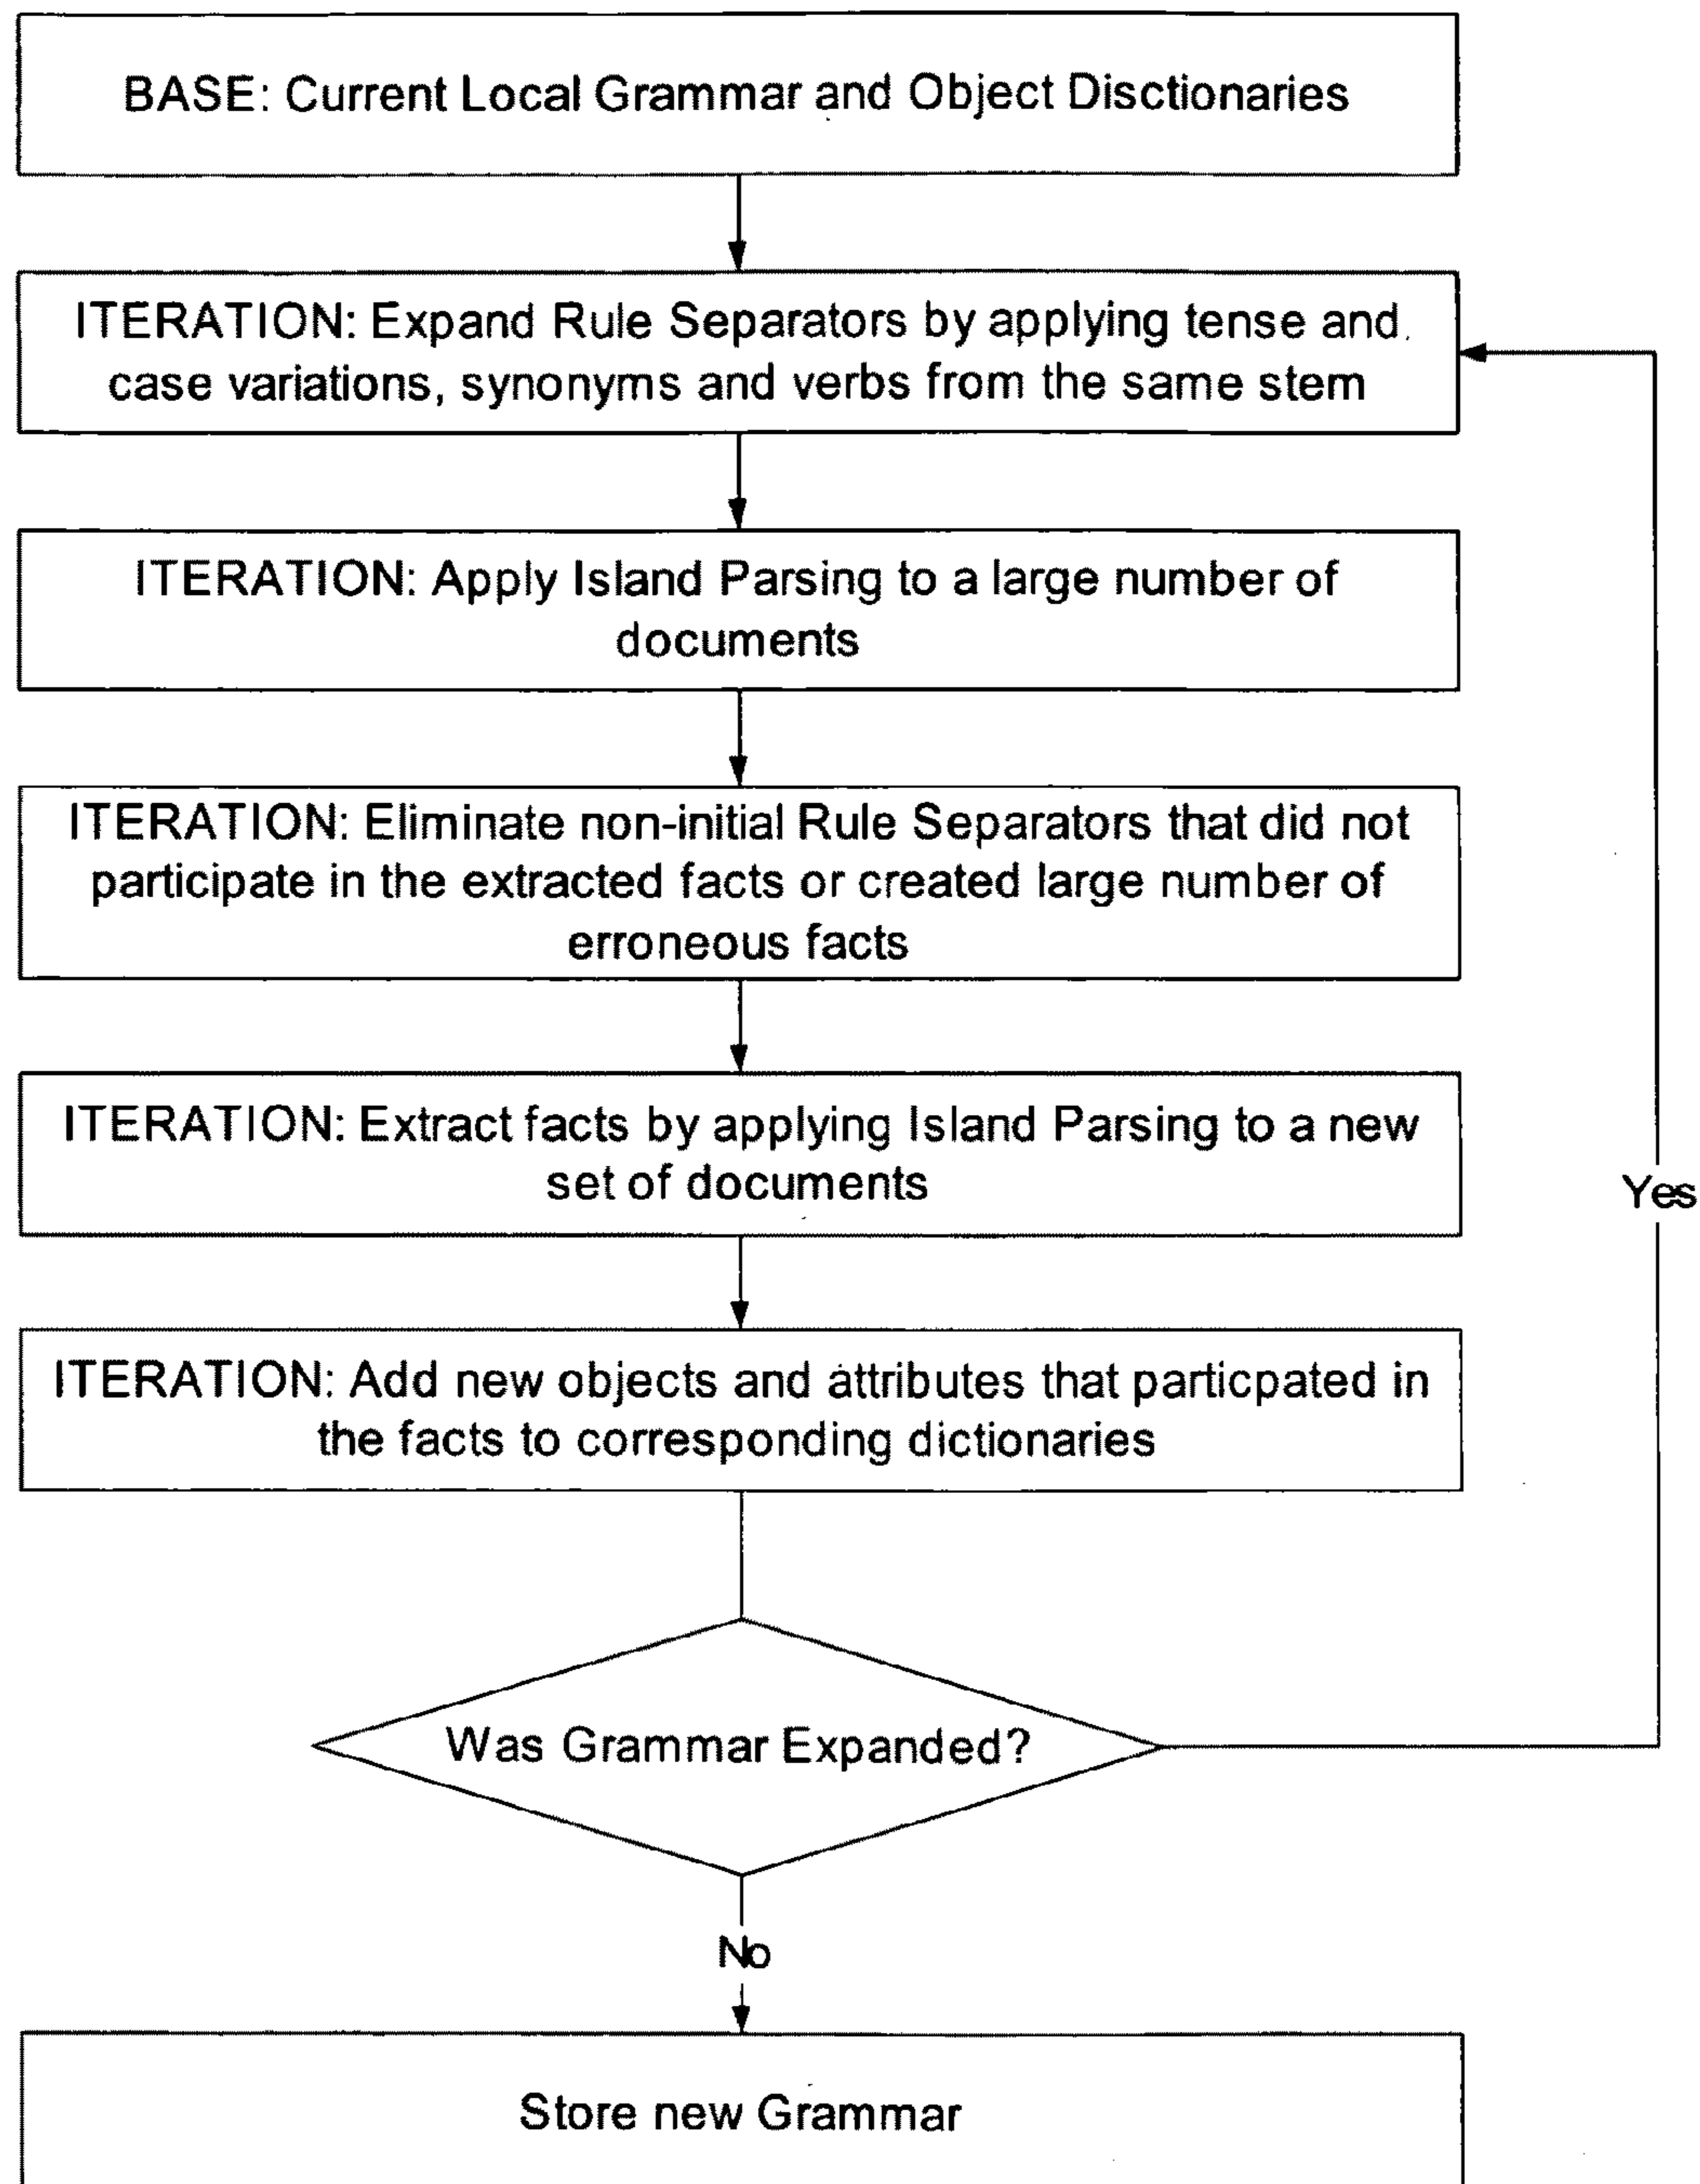 BASE: Current Local Grammar and Object Disctionaries
ITERATION: Expand Rule Separators by applying tense and
case variations, synonyms and verbs from the same stem
ITERATION: Apply Island Parsing to a large number of
documents
ITERATION: Eliminate non-initial Rule Separators that did not
participate in the extracted facts or created large number of
erroneous facts
ITERATION: Extract facts by applying Island Parsing to a new
set of documents
Yes
ITERATION: Add new objects and attributes that particpated in
the facts to corresponding dictionaries
Was Grammar Expanded?
No
Store new Grammar